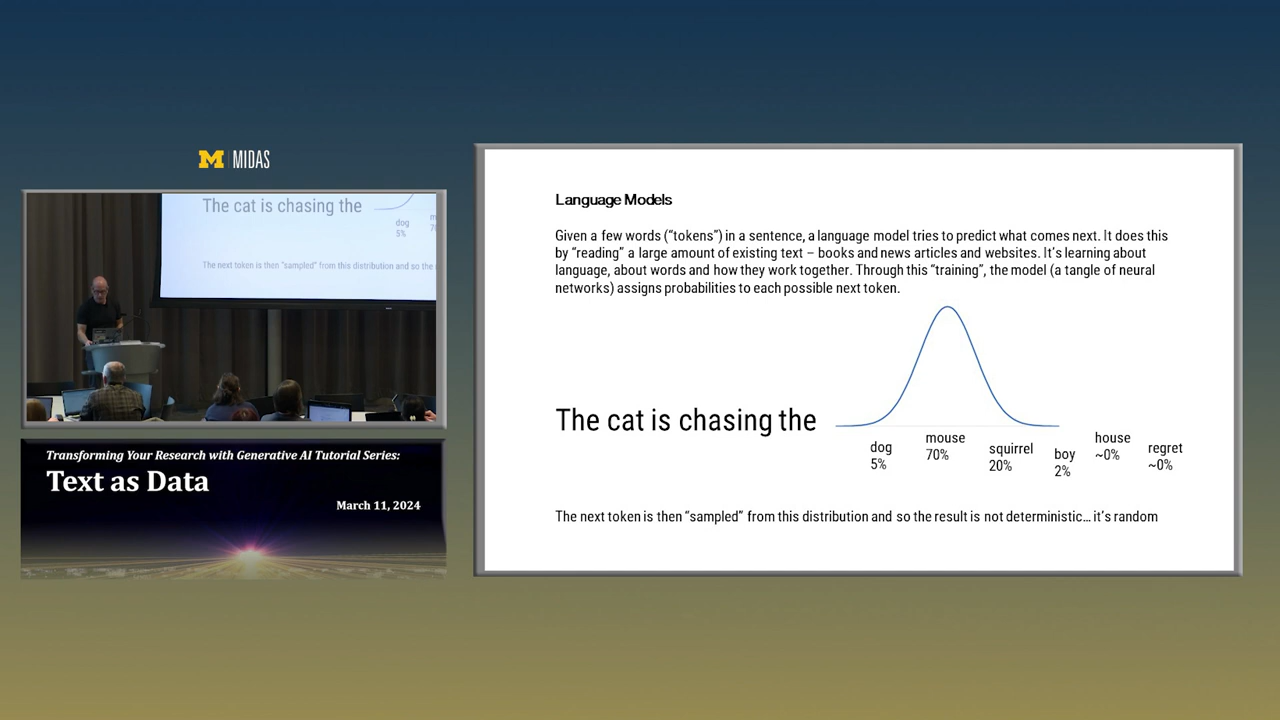 M | MIDAS
The cat is chasing the
dog
5%
The next token is then "sampled" from this distribution and so the
Transforming Your Research with Generative AI Tutorial Series:
Text as Data
March 11, 2024
Language Models
Given a few words (“tokens”) in a sentence, a language model tries to predict what comes next. It does this
by “reading” a large amount of existing text – books and news articles and websites. It’s learning about
language, about words and how they work together. Through this “training”, the model (a tangle of neural
networks) assigns probabilities to each possible next token.
The cat is chasing the
dog
5%
mouse
70%
squirrel
20%
boy
2%
house
~0%
regret
~0%
The next token is then “sampled” from this distribution and so the result is not deterministic… it’s random